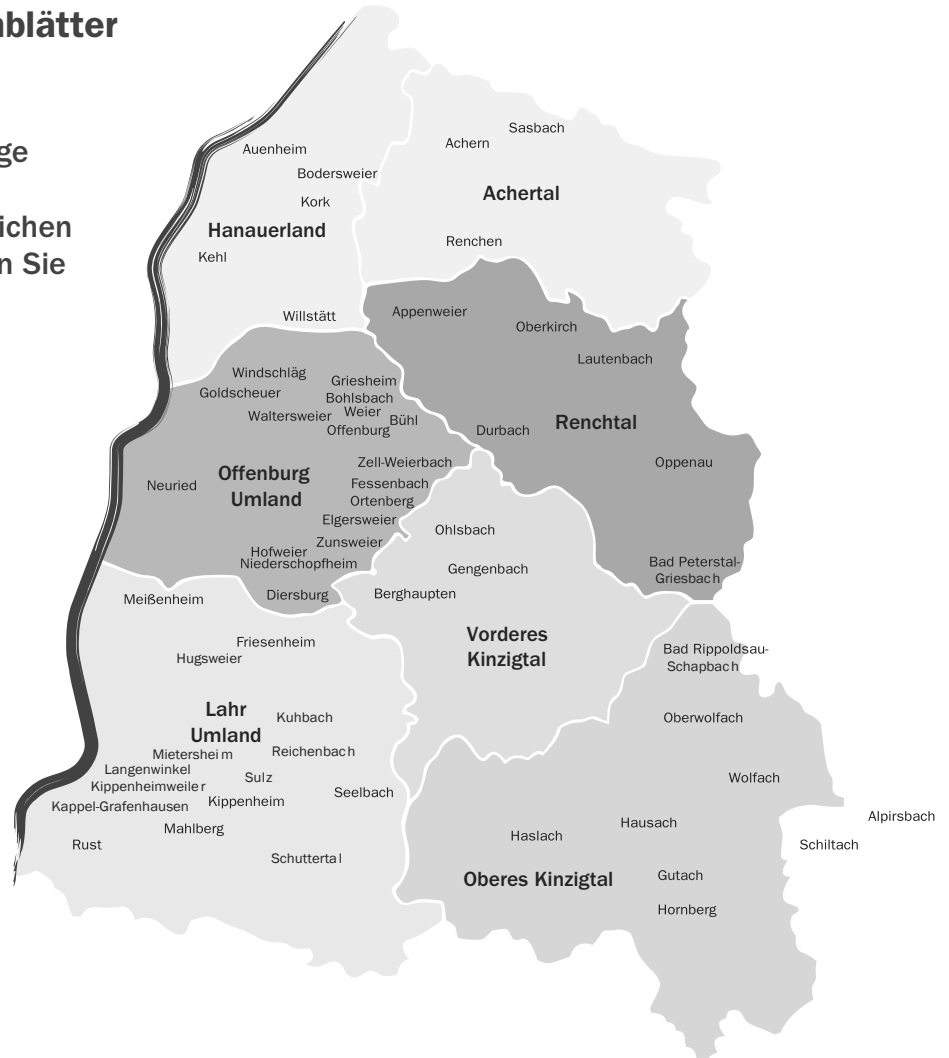 blätter
ge
ichen
n Sie
Sasbach
Achern
Auenheim
Bodersweier
Kork
Achertal
Hanauerland
Renchen
Kehl
Willstätt
Appenweier
Oberkirch
Lautenbach
Windschläg
Griesheim
Goldscheuer
Bohlsbach
Weier
Waltersweier
Bühl
Offenburg
Durbach
Renchtal
Zell-Weierbach
Oppenau
Offenburg
Umland
Neuried
Fessenbach
Ortenberg
Elgersweier
Ohlsbach
Zunsweier
Hofweier
Niederschopfheim
Gengenbach
Bad Peterstal-
Griesbach
Diersburg
Berghaupten
Meißenheim
Vorderes
Kinzigtal
Friesenheim
Hugsweier
Bad Rippoldsau-
Schapbach
Lahr
Umland
Kuhbach
Oberwolfach
Mietersheim
Reichenbach
Langenwinkel
Sulz
Wolfach
Kippenheimweiler
Seelbach
Kappel-Grafenhausen
Kippenheim
Alpirsbach
Mahlberg
Hausach
Haslach
Rust
Schiltach
Schuttertal
Oberes Kinzigtal
Gutach
Hornberg